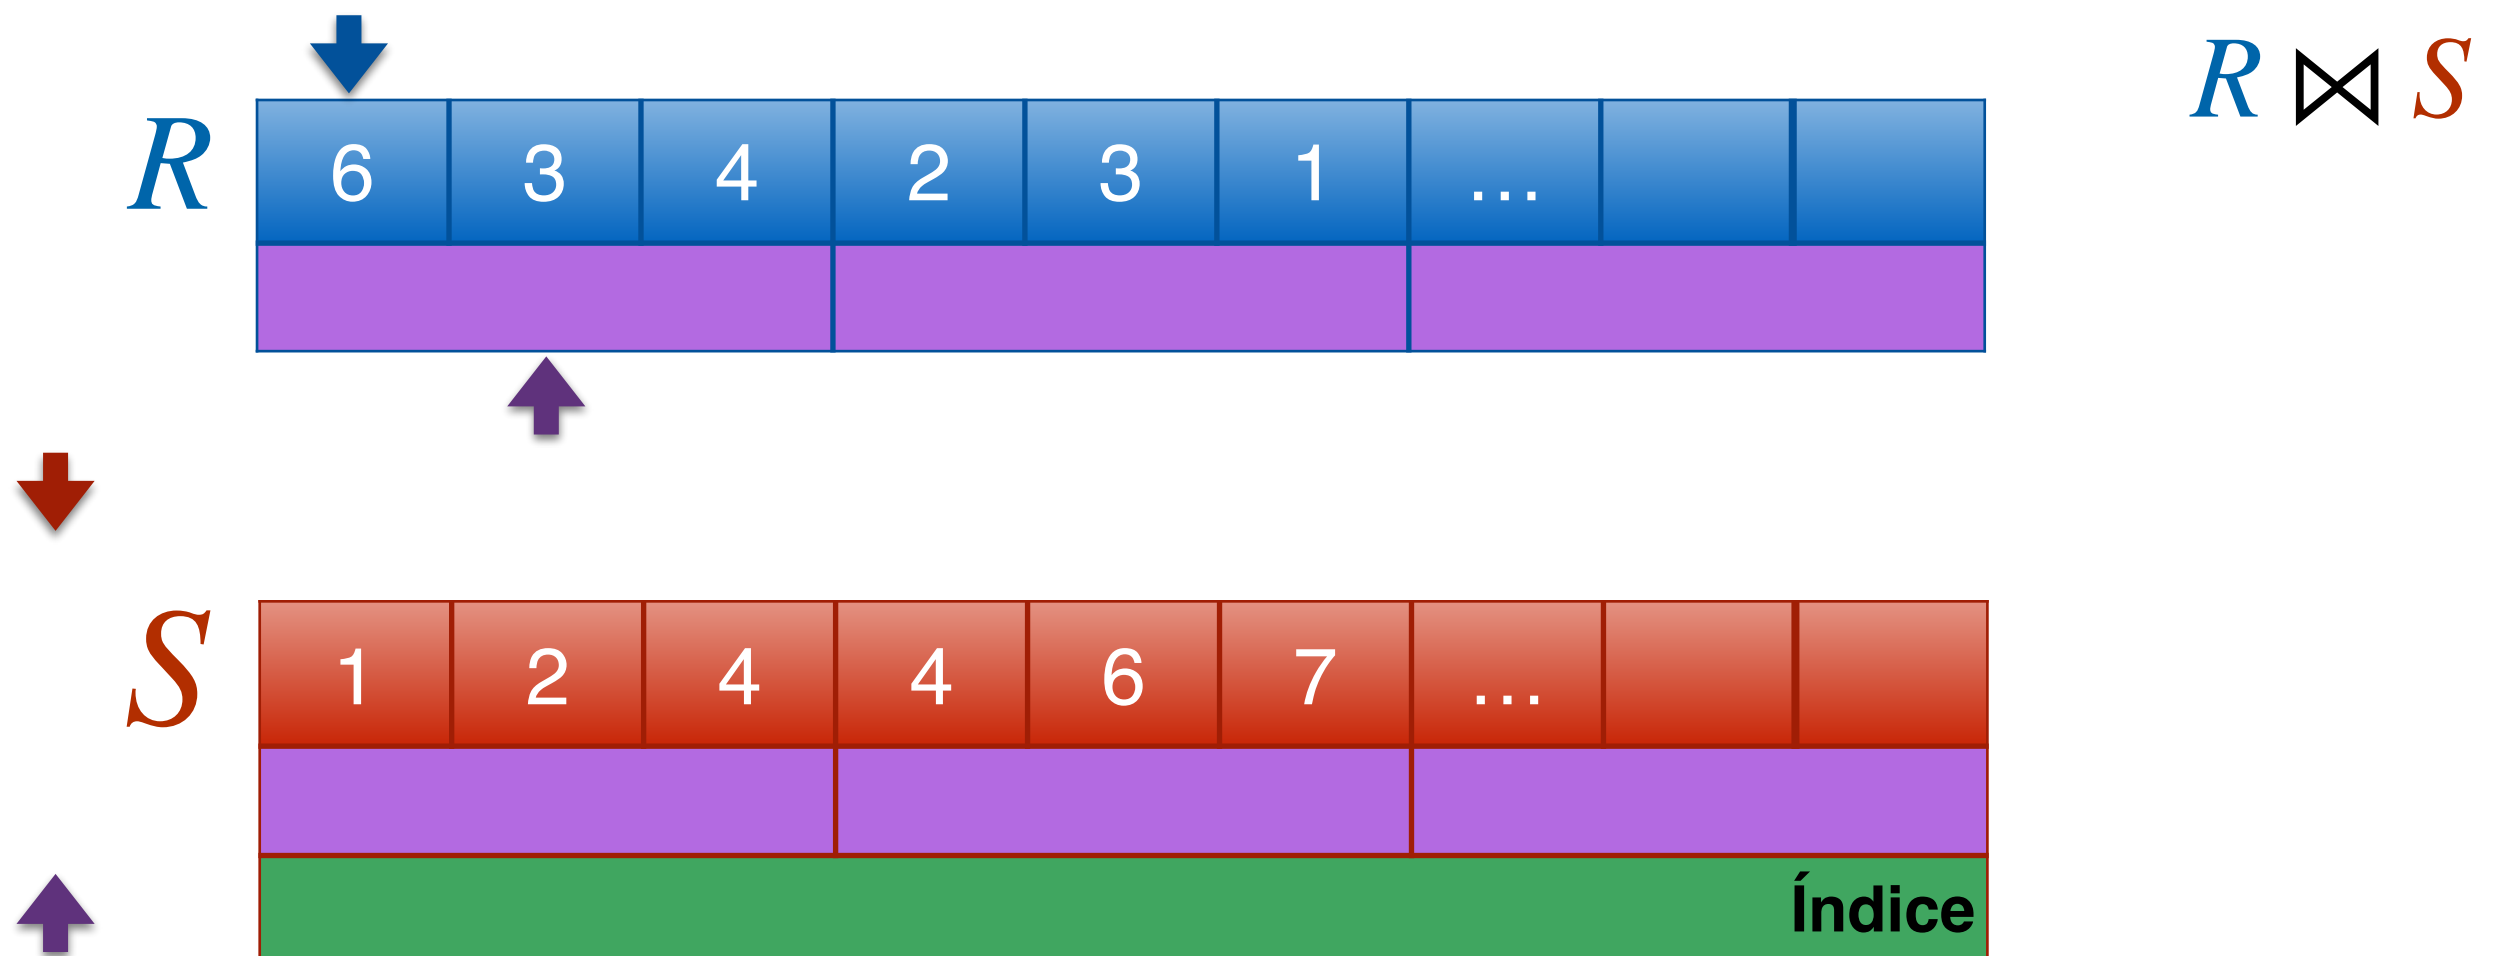 R ⋈ S
R 6 3 4 2 3 1 ...
S 1 2 4 4 6 7 ...
Índice